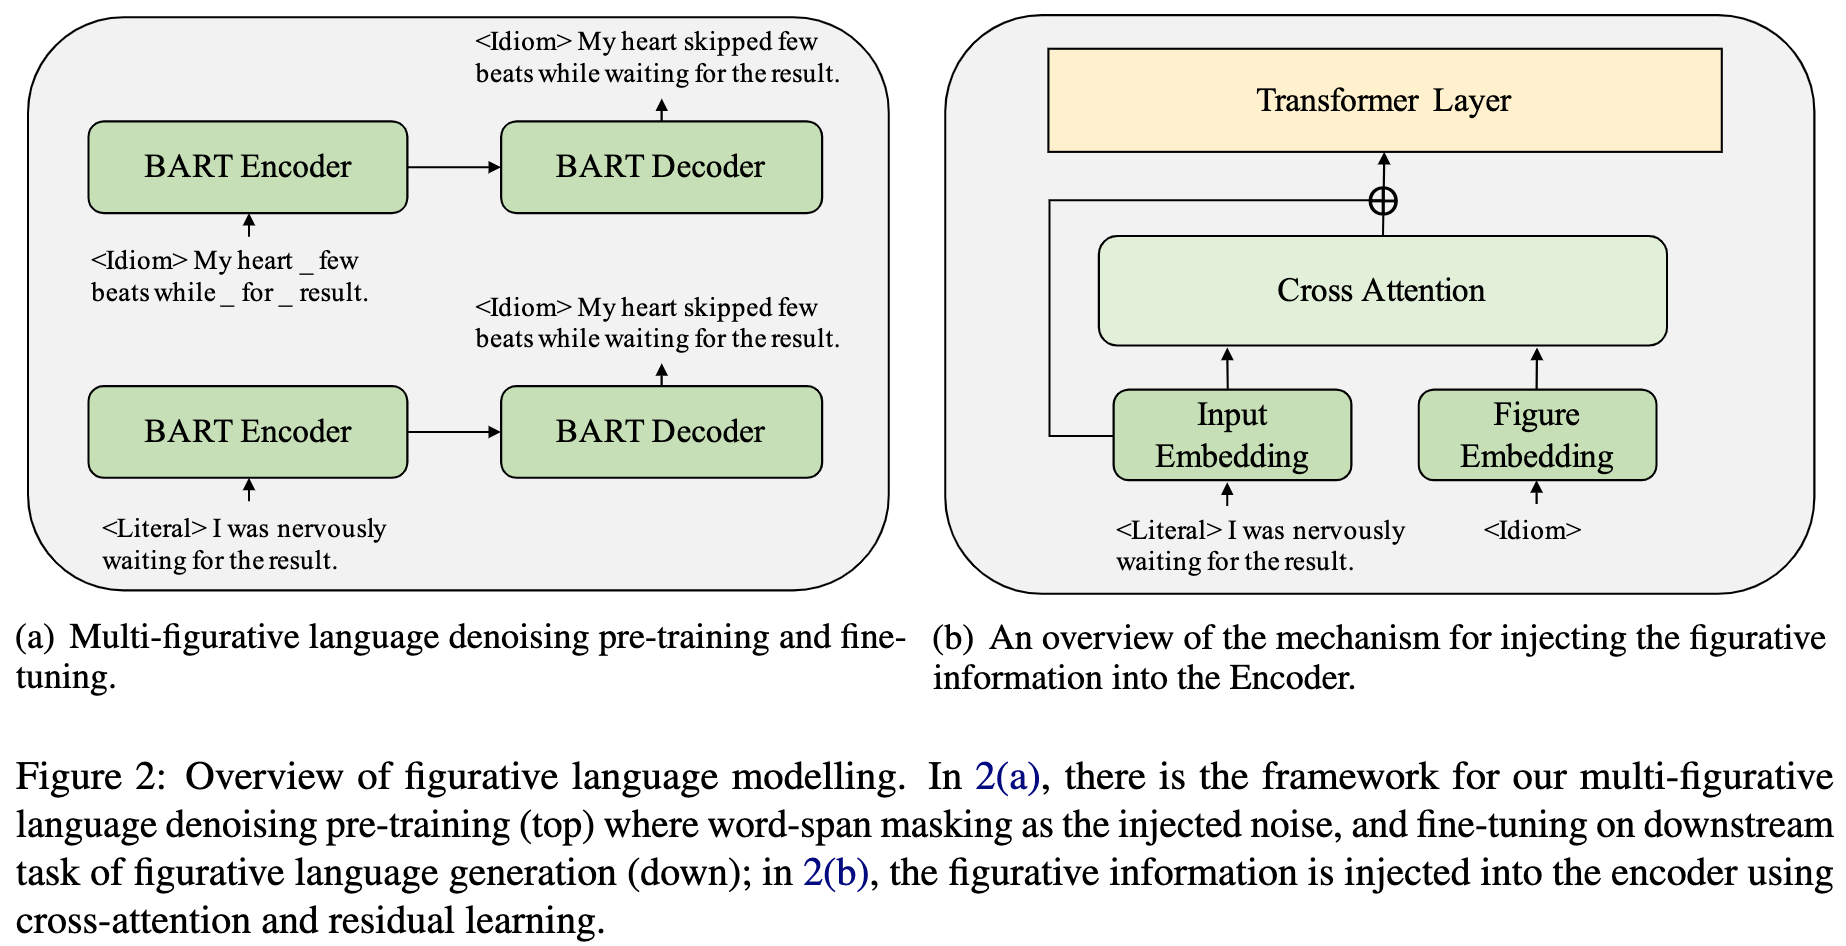 <Idiom> My heart skipped few
beats while waiting for the result.
BART Encoder
BART Decoder
<Idiom> My heart _ few
beats while _ for _ result.
<Idiom> My heart skipped few
beats while waiting for the result.
BART Encoder
BART Decoder
<Literal> I was nervously
waiting for the result.
(a) Multi-figurative language denoising pre-training and fine-
tuning.
Transformer Layer
Cross Attention
Input
Embedding
Figure
Embedding
<Literal> I was nervously
waiting for the result.
<Idiom>
(b) An overview of the mechanism for injecting the figurative
information into the Encoder.
Figure 2: Overview of figurative language modelling. In 2(a), there is the framework for our multi-figurative
language denoising pre-training (top) where word-span masking as the injected noise, and fine-tuning on downstream
task of figurative language generation (down); in 2(b), the figurative information is injected into the encoder using
cross-attention and residual learning.